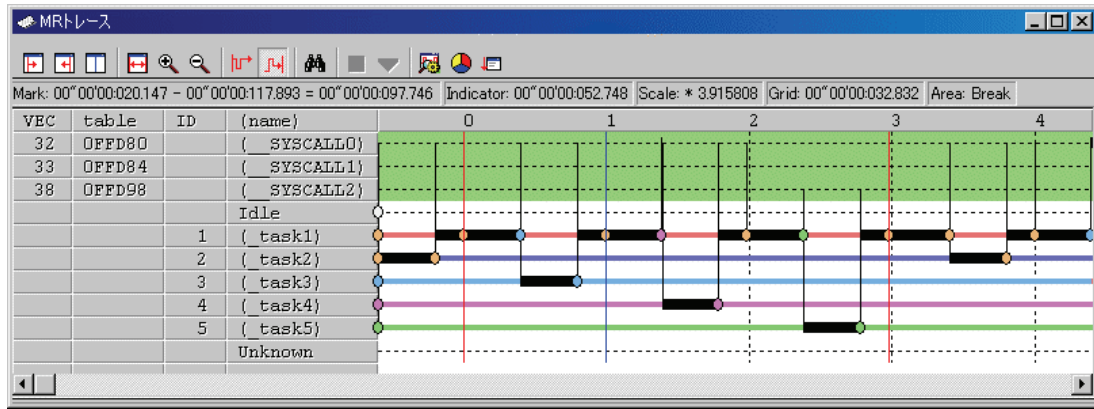 MRトレース
Mark: 00"00'00:020.147 - 00"00'00:117.893 = 00"00'00:097.746 Indicator: 00"00'00:052.748 Scale: * 3.915808 Grid: 00"00'00:032.832 Area: Break
VEC table ID (name) 0 1 2 3 4
32 0FFD80 (__SYSCALL0)
33 0FFD84 (__SYSCALL1)
38 0FFD98 (__SYSCALL2)
Idle
1 (_task1)
2 (_task2)
3 (_task3)
4 (_task4)
5 (_task5)
Unknown